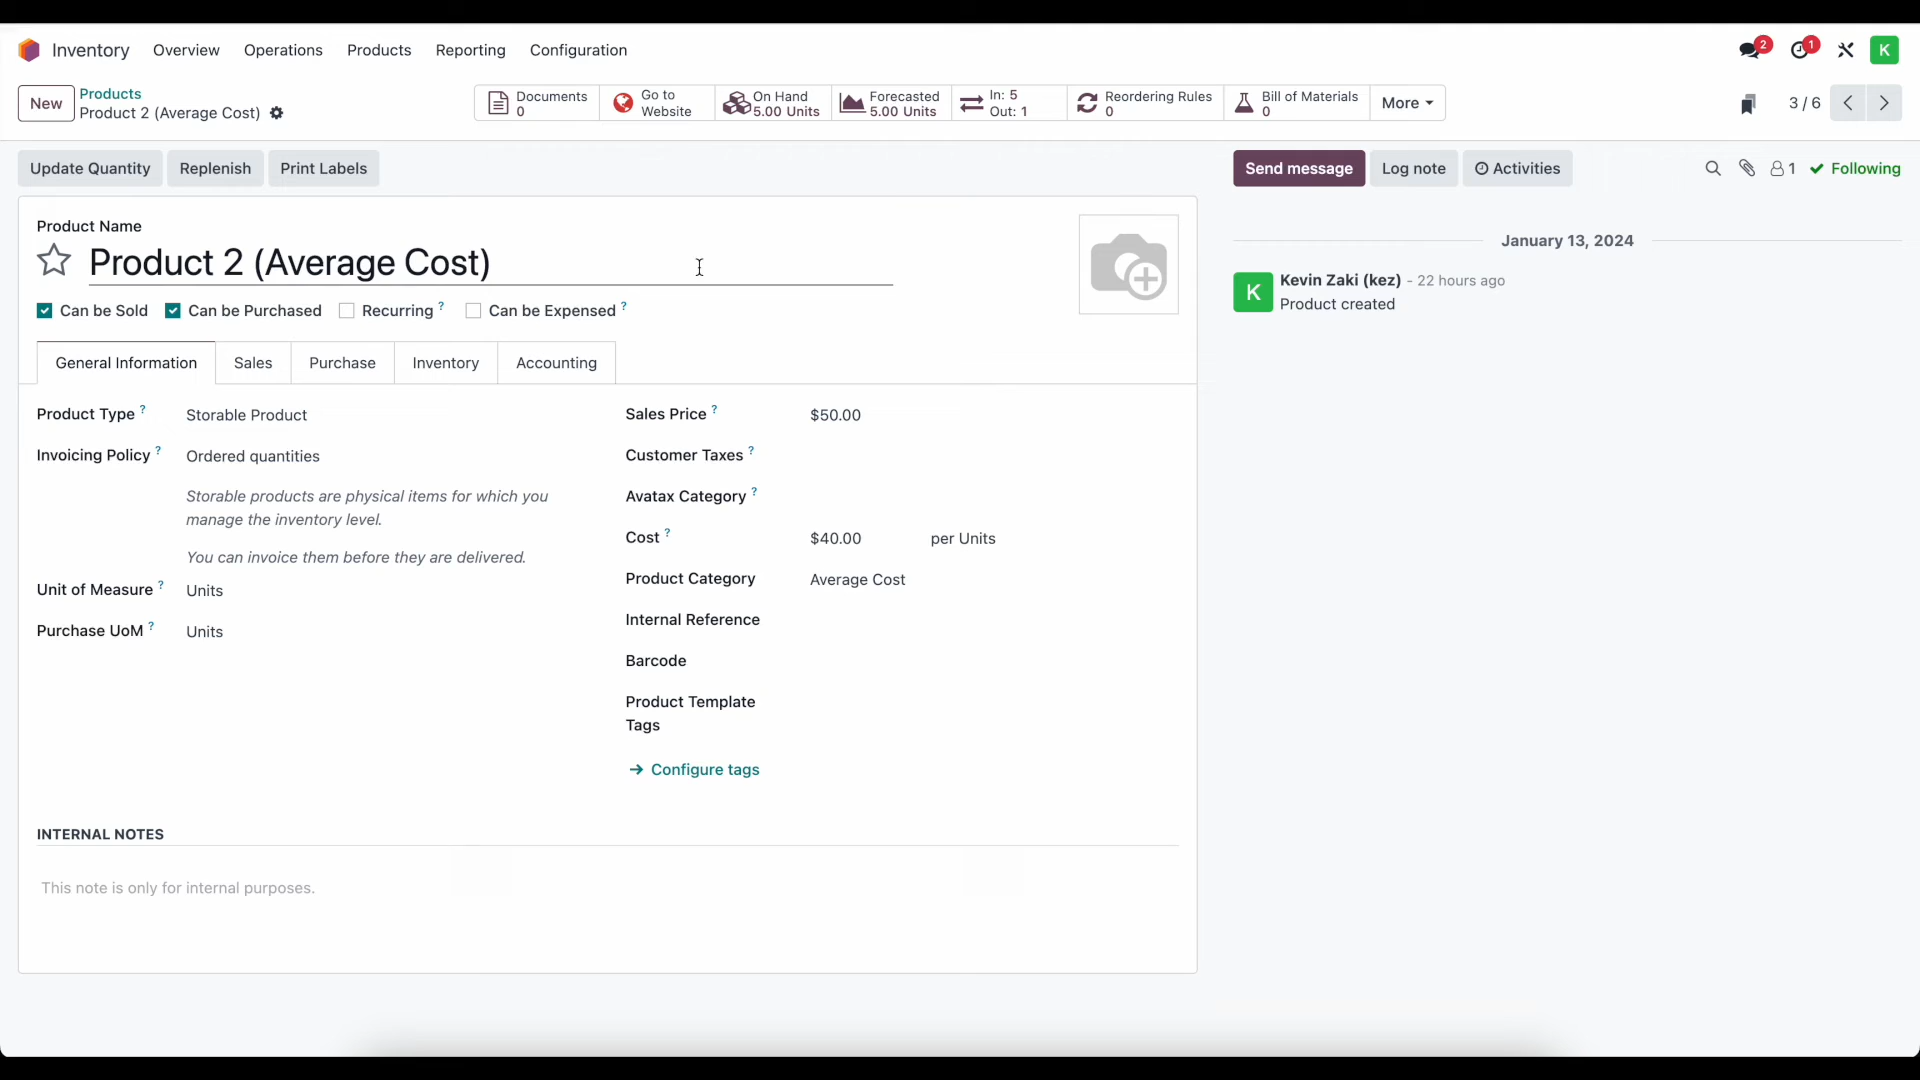 Inventory Overview Operations Products Reporting Configuration
2 1 K
New
Products
Product 2 (Average Cost)
Documents
0
Go to
Website
On Hand
5.00 Units
Forecasted
5.00 Units
In: 5
Out: 1
Reordering Rules
0
Bill of Materials
0
More
3 / 6
Update Quantity Replenish Print Labels
Send message Log note Activities
1 Following
Product Name
Product 2 (Average Cost)
Can be Sold Can be Purchased Recurring ? Can be Expensed ?
General Information Sales Purchase Inventory Accounting
Product Type ? Storable Product
Invoicing Policy ? Ordered quantities
Storable products are physical items for which you
manage the inventory level.
You can invoice them before they are delivered.
Unit of Measure ? Units
Purchase UoM ? Units
Sales Price ? $50.00
Customer Taxes ?
Avatax Category ?
Cost ? $40.00 per Units
Product Category Average Cost
Internal Reference
Barcode
Product Template
Tags
→ Configure tags
INTERNAL NOTES
This note is only for internal purposes.
January 13, 2024
K
Kevin Zaki (kez) - 22 hours ago
Product created